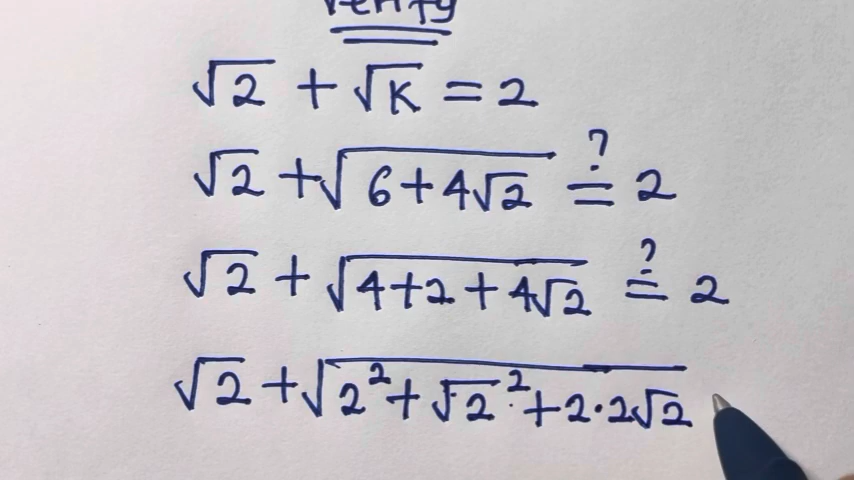 Verify
√2 + √K = 2
√2 + √(6+4√2) ≟ 2
√2 + √(4+2+4√2) ≟ 2
√2 + √(2²+√2²+2·2√2)